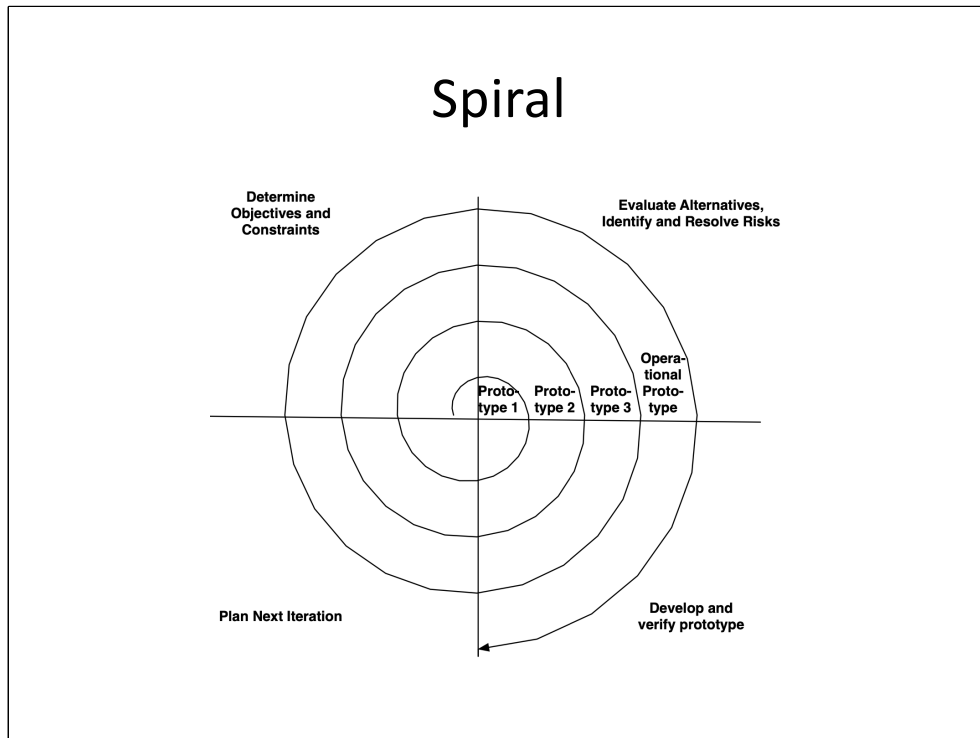 Spiral
Determine
Objectives and
Constraints
Evaluate Alternatives,
Identify and Resolve Risks
Proto-
type 1
Proto-
type 2
Proto-
type 3
Opera-
tional
Proto-
type
Plan Next Iteration
Develop and
verify prototype